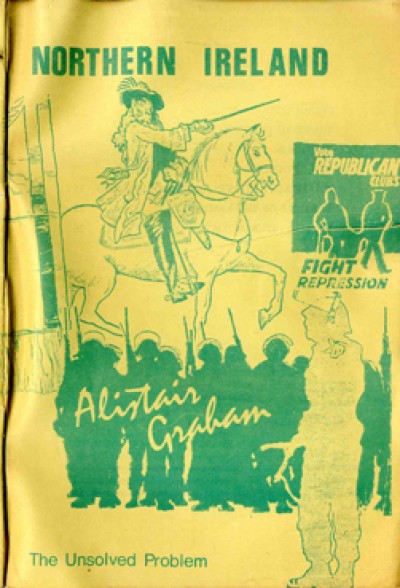 NORTHERN IRELAND
Vote
REPUBLICAN
CLUBS
FIGHT
REPRESSION
Alistair
Graham
The Unsolved Problem